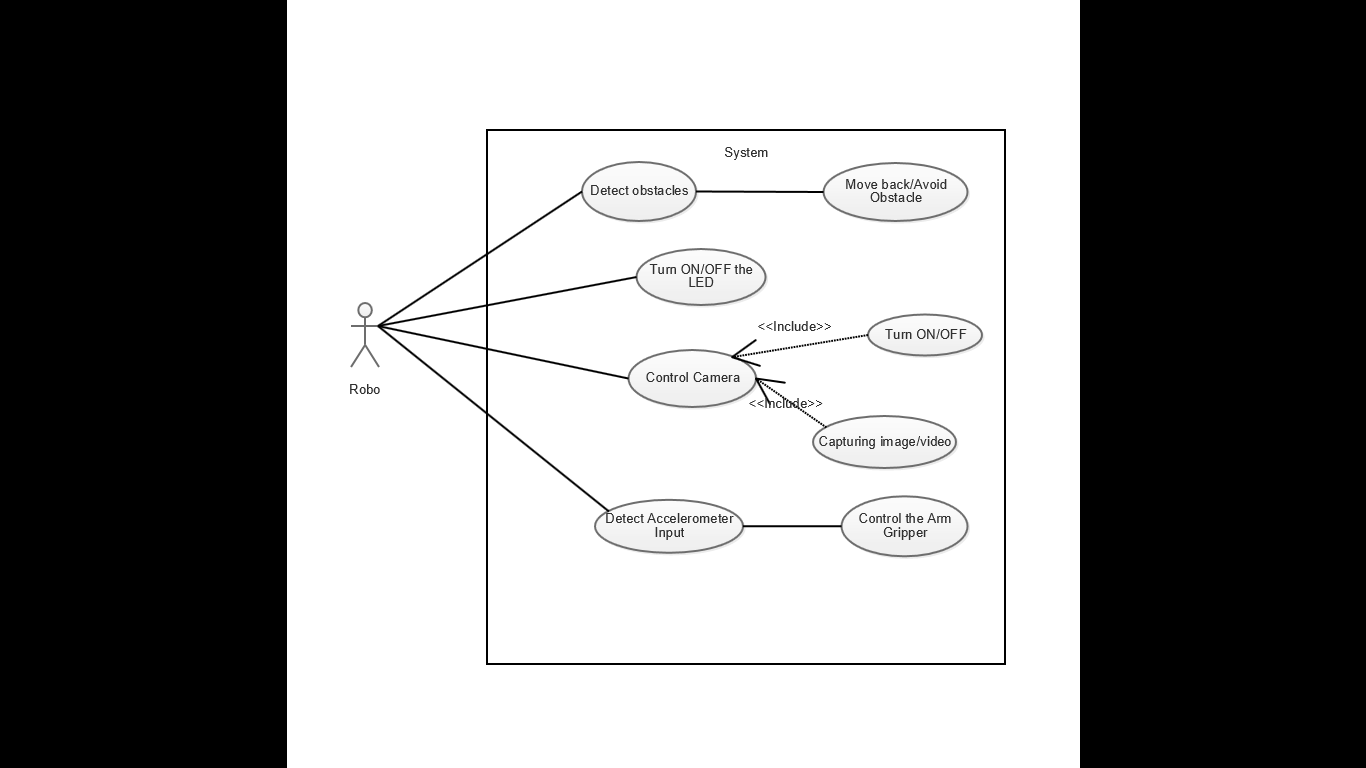 System
Detect obstacles
Move back/Avoid
Obstacle
Turn ON/OFF the
LED
<<Include>>
Turn ON/OFF
Control Camera
Robo
<<Include>>
Capturing image/video
Detect Accelerometer
Input
Control the Arm
Gripper